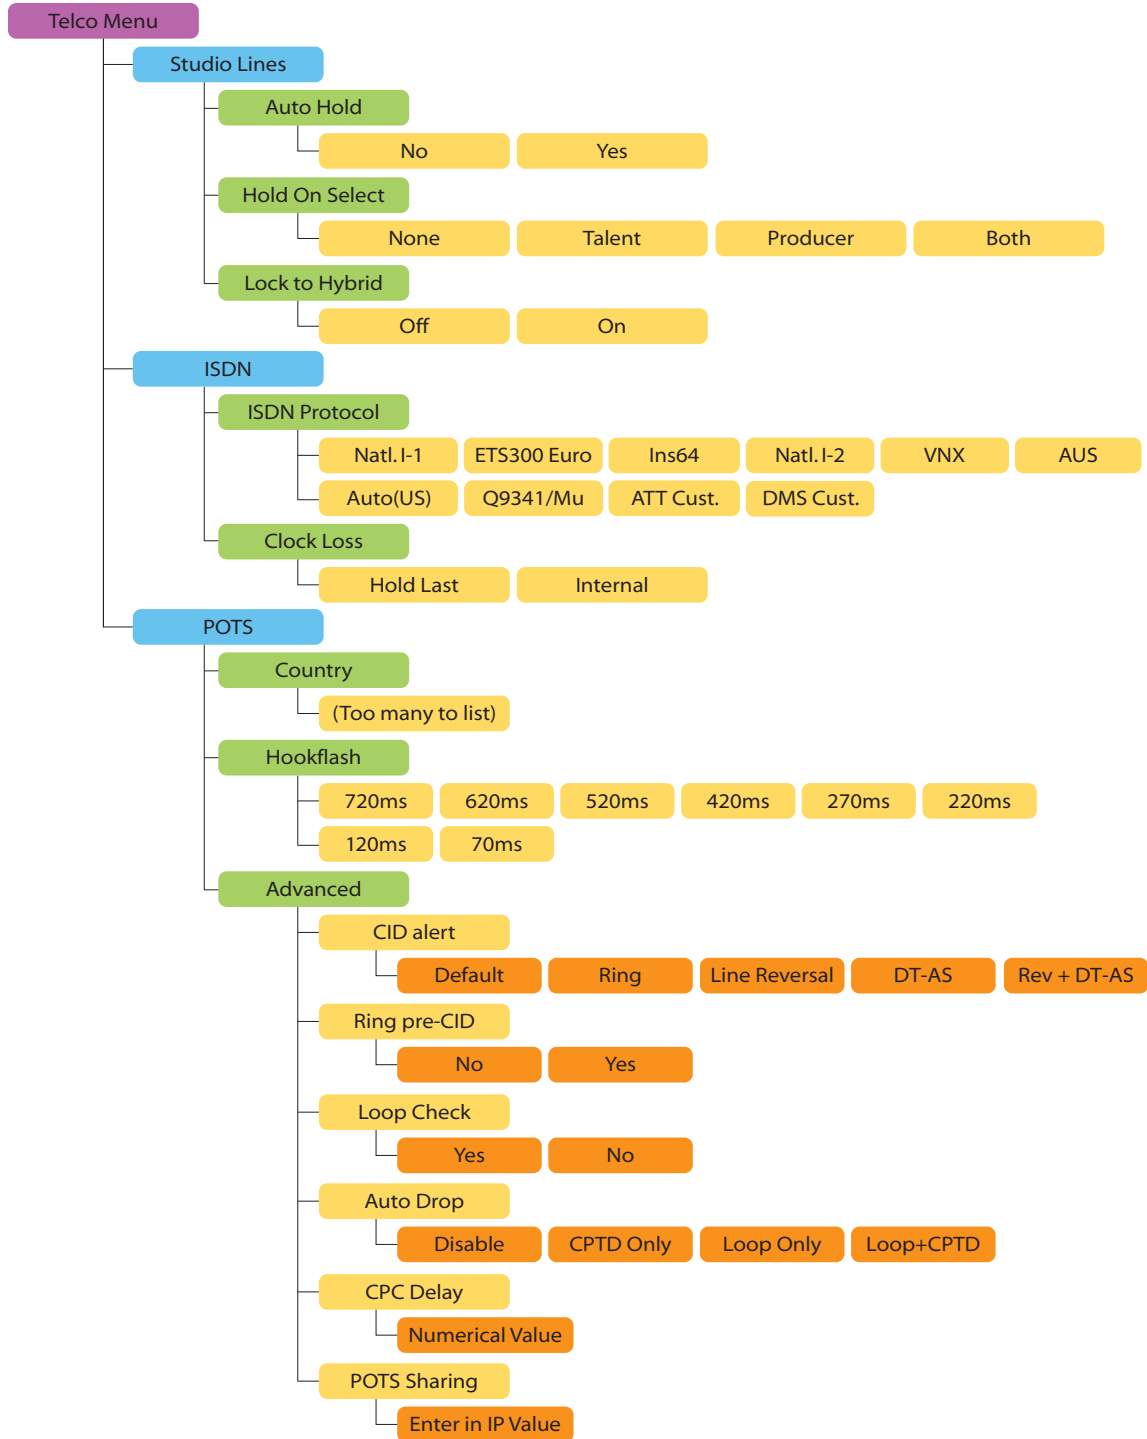 Telco Menu
Studio Lines
Auto Hold
No Yes
Hold On Select
None Talent Producer Both
Lock to Hybrid
Off On
ISDN
ISDN Protocol
Natl. I-1 ETS300 Euro Ins64 Natl. I-2 VNX AUS
Auto(US) Q9341/Mu ATT Cust. DMS Cust.
Clock Loss
Hold Last Internal
POTS
Country
(Too many to list)
Hookflash
720ms 620ms 520ms 420ms 270ms 220ms
120ms 70ms
Advanced
CID alert
Default Ring Line Reversal DT-AS Rev + DT-AS
Ring pre-CID
No Yes
Loop Check
Yes No
Auto Drop
Disable CPTD Only Loop Only Loop+CPTD
CPC Delay
Numerical Value
POTS Sharing
Enter in IP Value